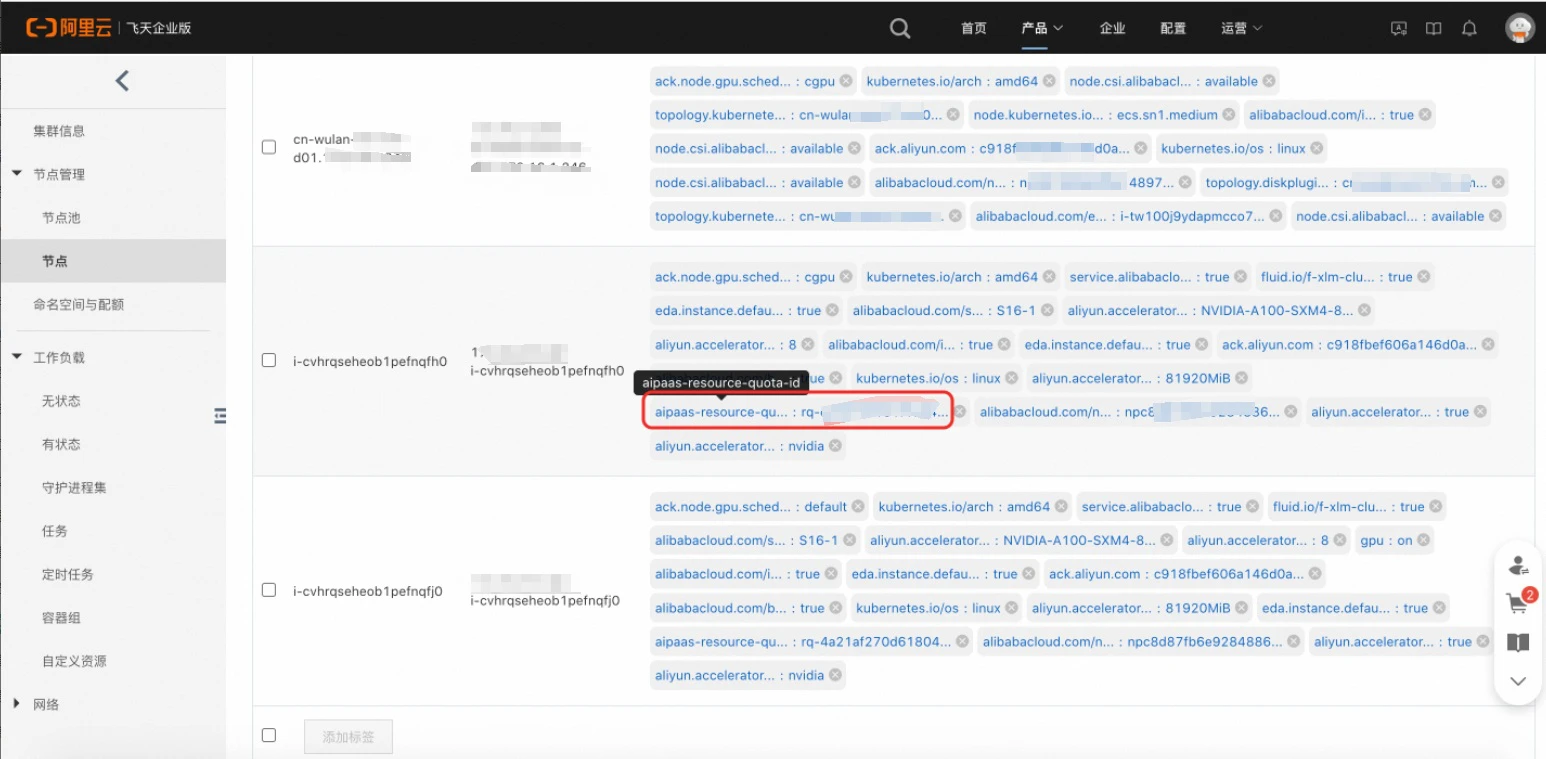 阿里云 飞天企业版 首页 产品 企业 配置 运营
集群信息
节点管理
节点池
节点
命名空间与配额
工作负载
无状态
有状态
守护进程集
任务
定时任务
容器组
自定义资源
网络
cn-wulan-
d01.
ack.node.gpu.sched... : cgpu kubernetes.io/arch : amd64 node.csi.alibabacl... : available
topology.kubernete... : cn-wula 0... node.kubernetes.io... : ecs.sn1.medium alibabacloud.com/i... : true
node.csi.alibabacl... : available ack.aliyun.com : c918f d0a... kubernetes.io/os : linux
node.csi.alibabacl... : available alibabacloud.com/n... : n 4897... topology.diskplugi... : c
topology.kubernete... : cn-wu alibabacloud.com/e... : i-tw100j9ydapmcco7... node.csi.alibabacl... : available
i-cvhrqseheob1pefnqfh0
i-cvhrqseheob1pefnqfh0
ack.node.gpu.sched... : cgpu kubernetes.io/arch : amd64 service.alibabaclo... : true fluid.io/f-xlm-clu... : true
eda.instance.defau... : true alibabacloud.com/s... : S16-1 aliyun.accelerator... : NVIDIA-A100-SXM4-8...
aliyun.accelerator... : 8 alibabacloud.com/i... : true eda.instance.defau... : true ack.aliyun.com : c918fbef606a146d0a...
aipaas-resource-quota-id
kubernetes.io/os : linux aliyun.accelerator... : 81920MiB
aipaas-resource-qu... : rq- alibabacloud.com/n... : npc8 aliyun.accelerator... : true
aliyun.accelerator... : nvidia
i-cvhrqseheob1pefnqfj0
i-cvhrqseheob1pefnqfj0
ack.node.gpu.sched... : default kubernetes.io/arch : amd64 service.alibabaclo... : true fluid.io/f-xlm-clu... : true
alibabacloud.com/s... : S16-1 aliyun.accelerator... : NVIDIA-A100-SXM4-8... aliyun.accelerator... : 8 gpu : on
alibabacloud.com/i... : true eda.instance.defau... : true ack.aliyun.com : c918fbef606a146d0a...
alibabacloud.com/b... : true kubernetes.io/os : linux aliyun.accelerator... : 81920MiB eda.instance.defau... : true
aipaas-resource-qu... : rq-4a21af270d61804... alibabacloud.com/n... : npc8d87fb6e9284886... aliyun.accelerator... : true
aliyun.accelerator... : nvidia
添加标签
2